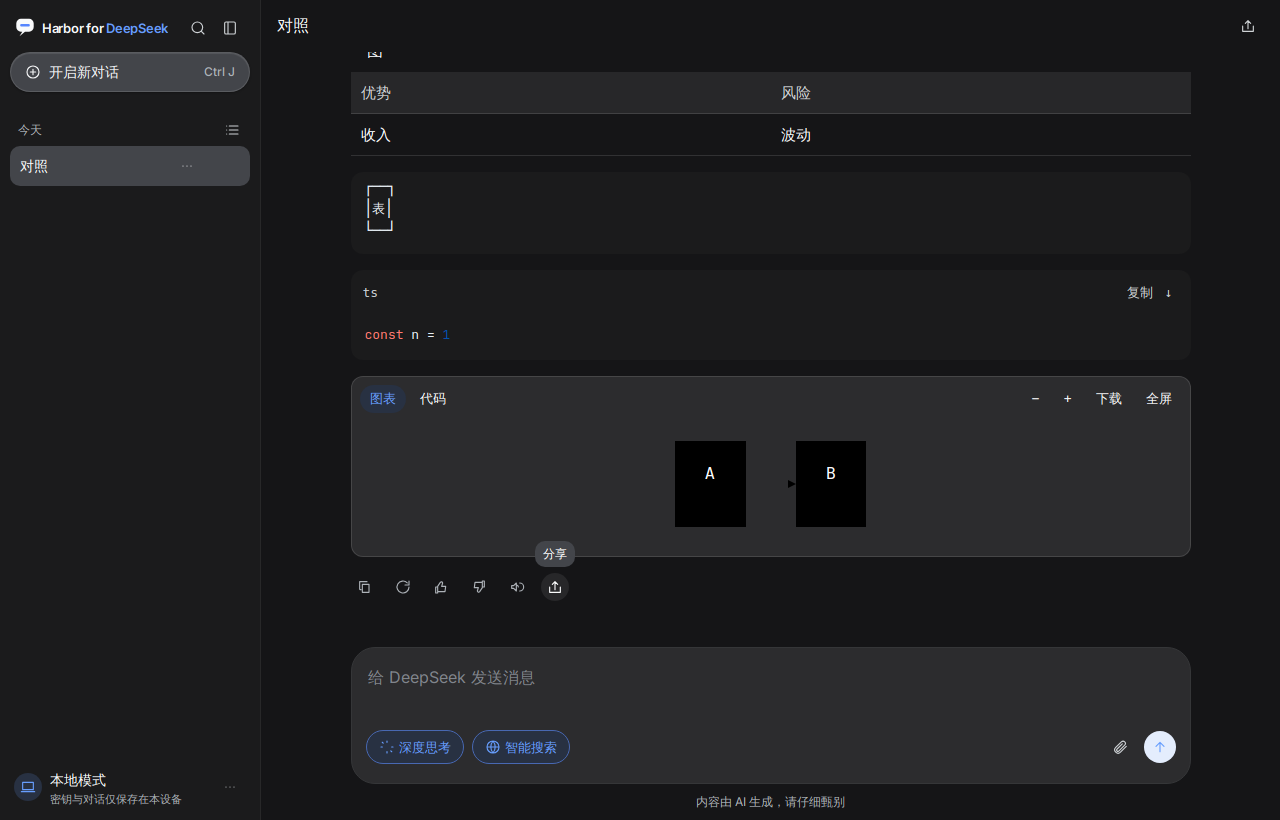 Harbor for DeepSeek
开启新对话 Ctrl J
今天
对照
本地模式
密钥与对话仅保存在本设备
对照
优势 风险
收入 波动
┌──┐
│表│
└──┘
ts 复制 ↓
const n = 1
图表 代码 − + 下载 全屏
A B
分享
给 DeepSeek 发送消息
深度思考 智能搜索
内容由 AI 生成，请仔细甄别